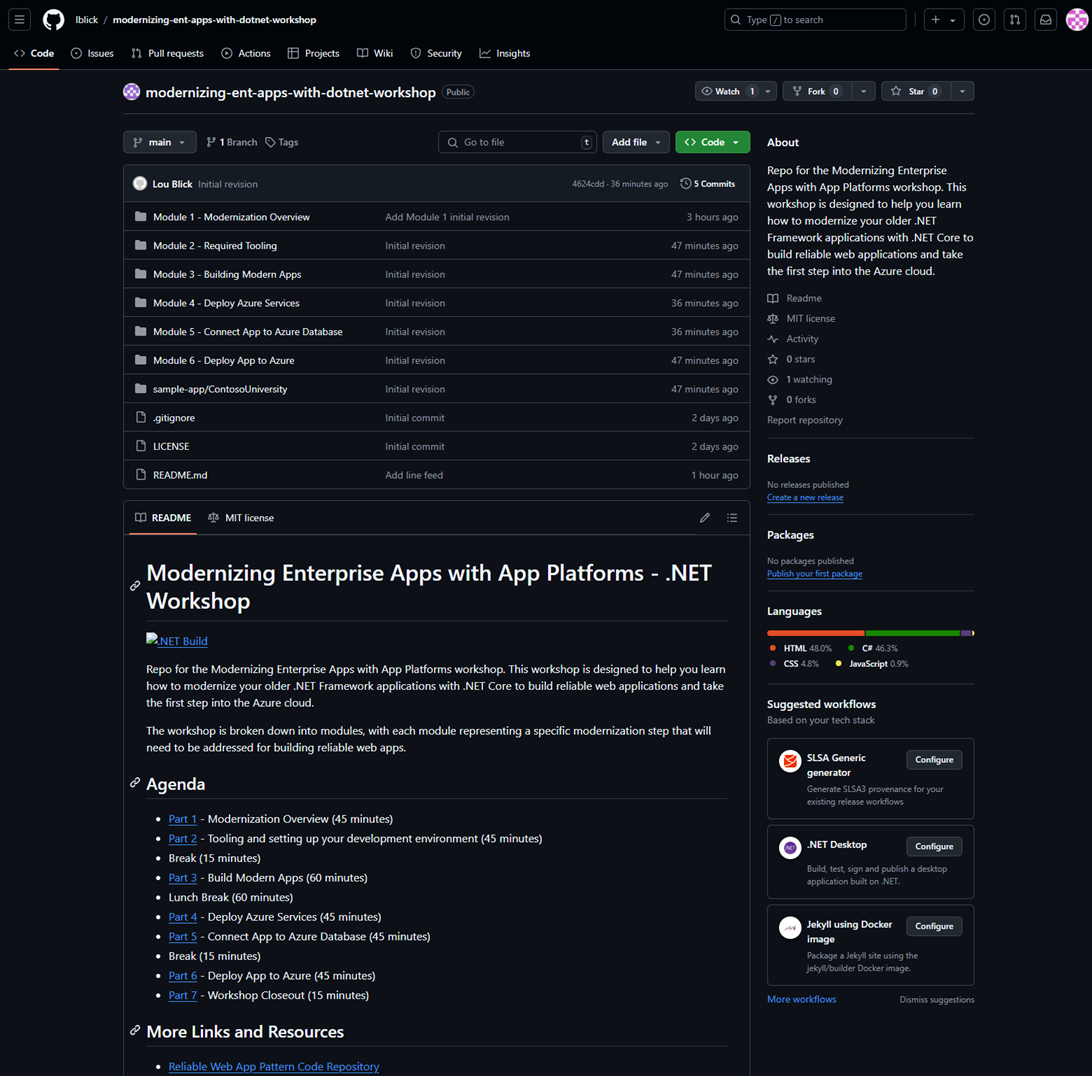 lblick / modernizing-ent-apps-with-dotnet-workshop
Type / to search
Code Issues Pull requests Actions Projects Wiki Security Insights
modernizing-ent-apps-with-dotnet-workshop Public
Watch 1 Fork 0 Star 0
main 1 Branch Tags
Go to file t Add file Code
Lou Blick Initial revision 4624cdd · 36 minutes ago 5 Commits
Module 1 - Modernization Overview Add Module 1 initial revision 3 hours ago
Module 2 - Required Tooling Initial revision 47 minutes ago
Module 3 - Building Modern Apps Initial revision 47 minutes ago
Module 4 - Deploy Azure Services Initial revision 36 minutes ago
Module 5 - Connect App to Azure Database Initial revision 36 minutes ago
Module 6 - Deploy App to Azure Initial revision 47 minutes ago
sample-app/ContosoUniversity Initial revision 47 minutes ago
.gitignore Initial commit 2 days ago
LICENSE Initial commit 2 days ago
README.md Add line feed 1 hour ago
README MIT license
Modernizing Enterprise Apps with App Platforms - .NET
Workshop
.NET Build
Repo for the Modernizing Enterprise Apps with App Platforms workshop. This workshop is designed to help you learn
how to modernize your older .NET Framework applications with .NET Core to build reliable web applications and take
the first step into the Azure cloud.
The workshop is broken down into modules, with each module representing a specific modernization step that will
need to be addressed for building reliable web apps.
Agenda
Part 1 - Modernization Overview (45 minutes)
Part 2 - Tooling and setting up your development environment (45 minutes)
Break (15 minutes)
Part 3 - Build Modern Apps (60 minutes)
Lunch Break (60 minutes)
Part 4 - Deploy Azure Services (45 minutes)
Part 5 - Connect App to Azure Database (45 minutes)
Break (15 minutes)
Part 6 - Deploy App to Azure (45 minutes)
Part 7 - Workshop Closeout (15 minutes)
More Links and Resources
Reliable Web App Pattern Code Repository
About
Repo for the Modernizing Enterprise
Apps with App Platforms workshop. This
workshop is designed to help you learn
how to modernize your older .NET
Framework applications with .NET Core to
build reliable web applications and take
the first step into the Azure cloud.
Readme
MIT license
Activity
0 stars
1 watching
0 forks
Report repository
Releases
No releases published
Create a new release
Packages
No packages published
Publish your first package
Languages
HTML 48.0% C# 46.3%
CSS 4.8% JavaScript 0.9%
Suggested workflows
Based on your tech stack
SLSA Generic
generator
Configure
Generate SLSA3 provenance for your
existing release workflows
.NET Desktop
Configure
Build, test, sign and publish a desktop
application built on .NET.
Jekyll using Docker
image
Configure
Package a Jekyll site using the
jekyll/builder Docker image.
More workflows Dismiss suggestions